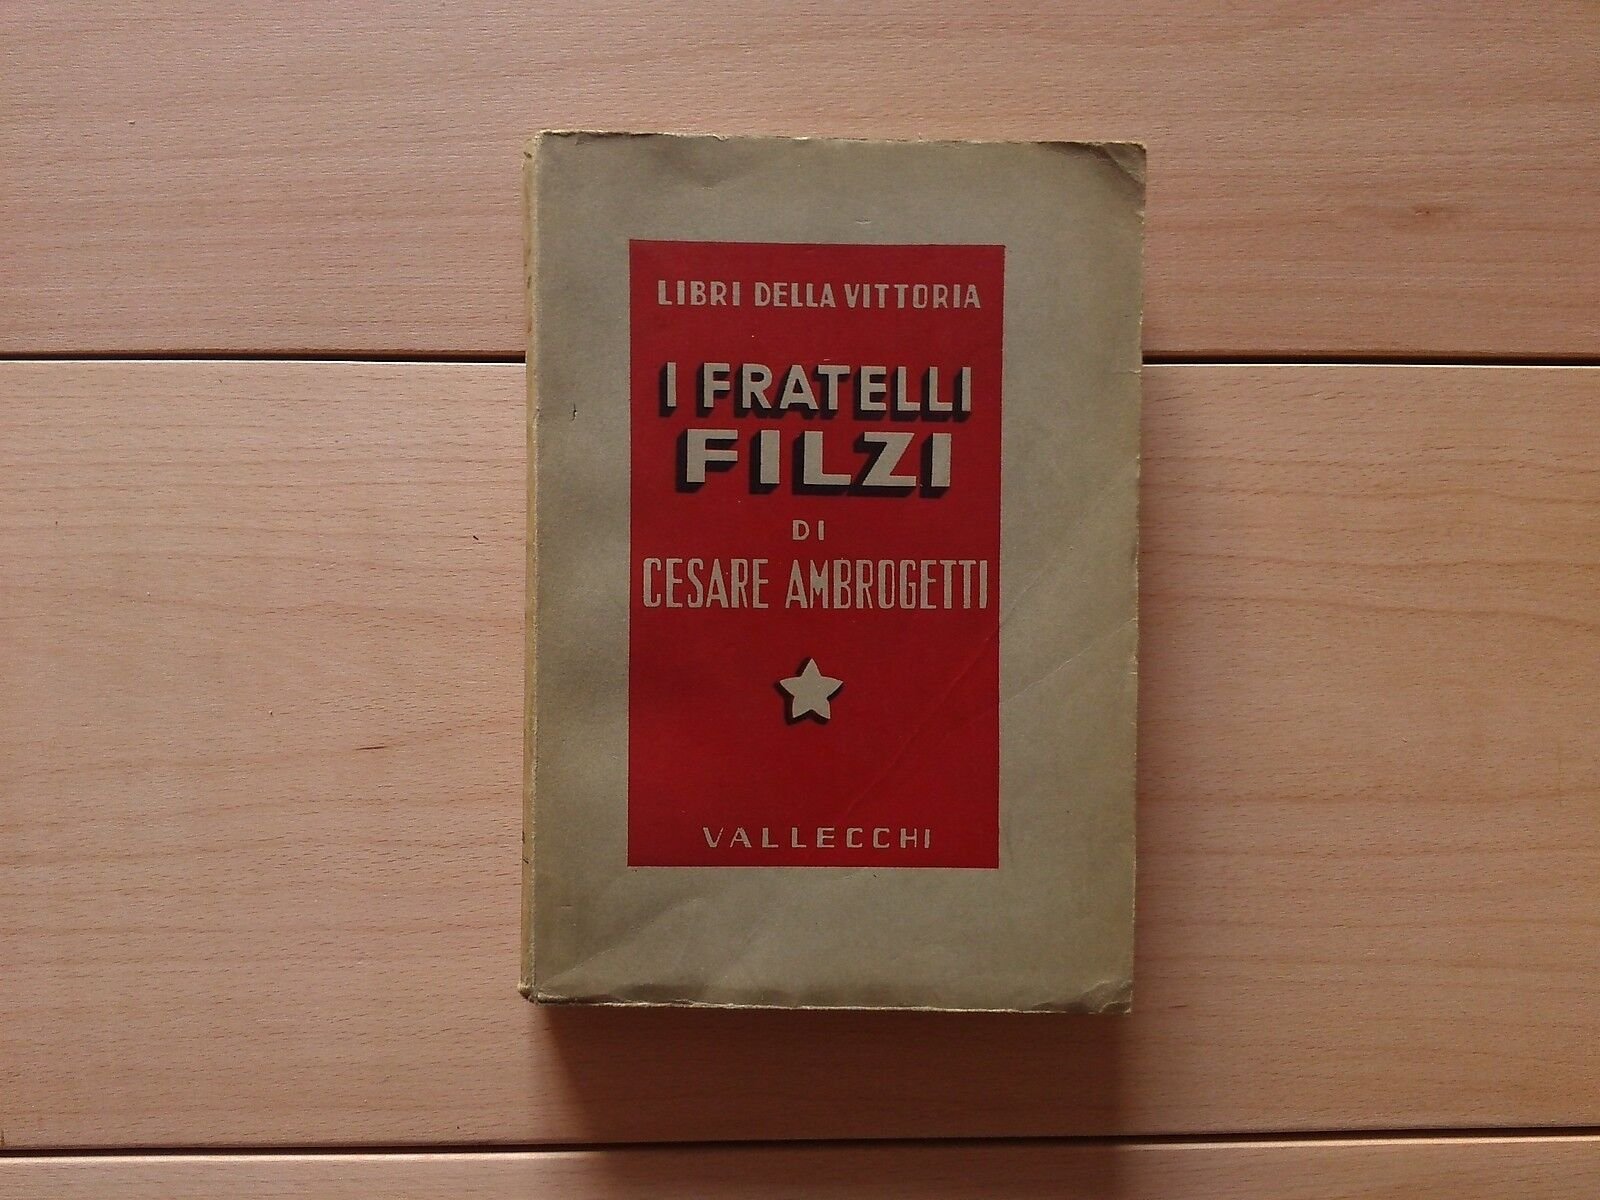 LIBRI DELLA VITTORIA
I FRATELLI
FILZI
DI
CESARE AMBROGETTI
VALLECCHI